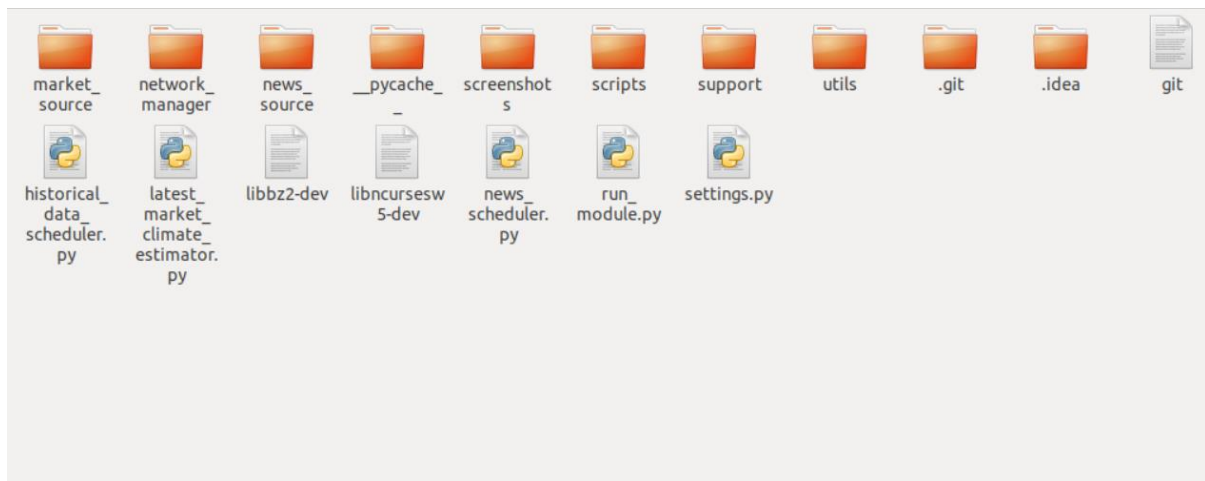 market_ network_ news_ __pycache_ screenshot scripts support utils .git .idea git
source manager source _ s
historical_ latest_ libbz2-dev libncursesw news_ run_ settings.py
data_ market_ 5-dev scheduler. module.py
scheduler. climate_ py
py estimator.
py